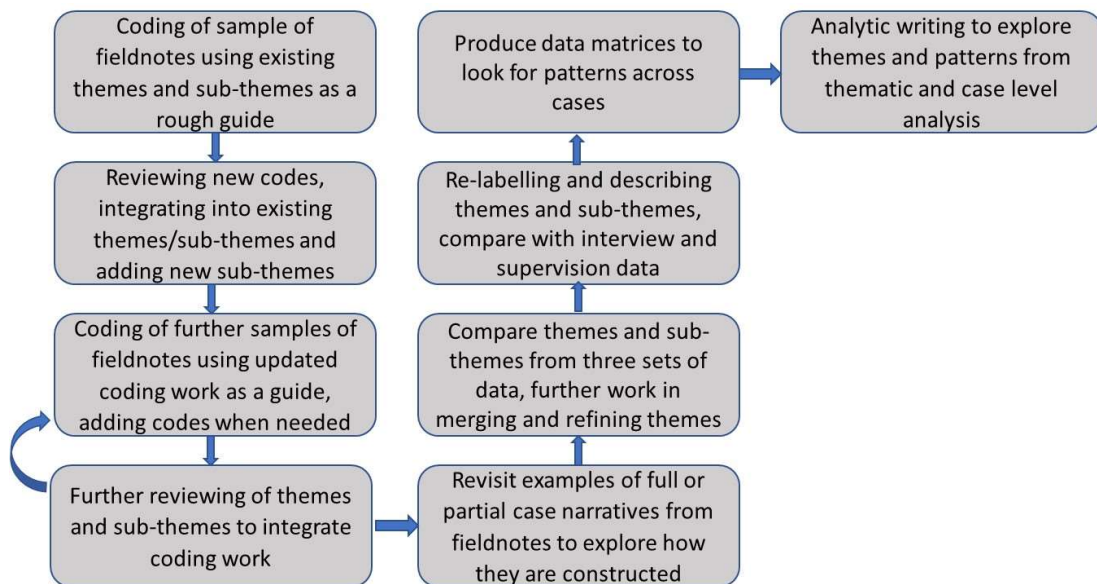 Coding of sample of
fieldnotes using existing
themes and sub-themes as a
rough guide
Reviewing new codes,
integrating into existing
themes/sub-themes and
adding new sub-themes
Coding of further samples of
fieldnotes using updated
coding work as a guide,
adding codes when needed
Further reviewing of themes
and sub-themes to integrate
coding work
Revisit examples of full or
partial case narratives from
fieldnotes to explore how
they are constructed
Compare themes and sub-
themes from three sets of
data, further work in
merging and refining themes
Re-labelling and describing
themes and sub-themes,
compare with interview and
supervision data
Produce data matrices to
look for patterns across
cases
Analytic writing to explore
themes and patterns from
thematic and case level
analysis